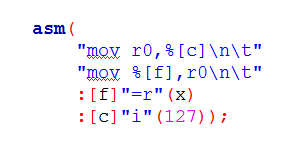 asm(
"mov r0,%[c]\n\t"
"mov %[f],r0\n\t"
:[f]"=r"(x)
:[c]"i"(127));